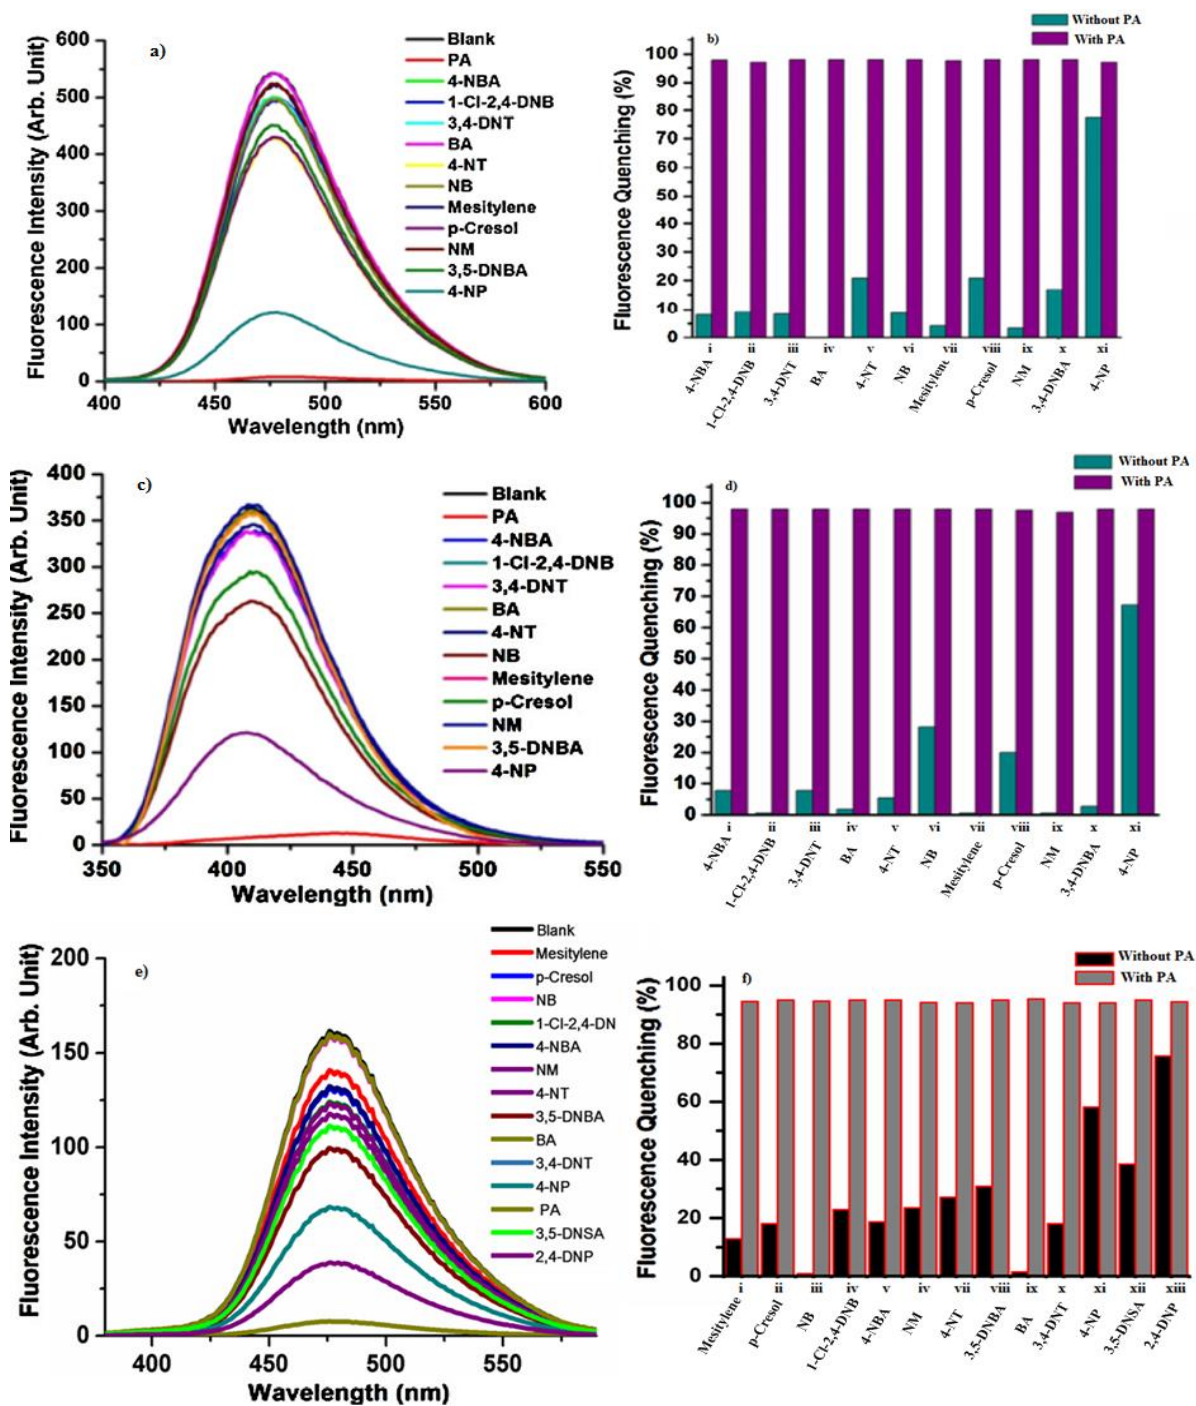 a)
600
500
400
300
200
100
0
400
450
500
550
600
Fluorescence Intensity (Arb. Unit)
Wavelength (nm)
Blank
PA
4-NBA
1-Cl-2,4-DNB
3,4-DNT
BA
4-NT
NB
Mesitylene
p-Cresol
NM
3,5-DNBA
4-NP
b)
Without PA
With PA
Fluorescence Quenching (%)
100
90
80
70
60
50
40
30
20
10
0
i
ii
iii
iv
v
vi
vii
viii
ix
x
xi
4-NBA
1-Cl-2,4-DNB
3,4-DNT
BA
4-NT
NB
Mesitylene
p-Cresol
NM
3,4-DNBA
4-NP
c)
400
350
300
250
200
150
100
50
0
350
400
450
500
550
Fluorescence Intensity (Arb. Unit)
Wavelength (nm)
Blank
PA
4-NBA
1-Cl-2,4-DNB
3,4-DNT
BA
4-NT
NB
Mesitylene
p-Cresol
NM
3,5-DNBA
4-NP
d)
Without PA
With PA
Fluorescence Quenching (%)
100
90
80
70
60
50
40
30
20
10
0
i
ii
iii
iv
v
vi
vii
viii
ix
x
xi
4-NBA
1-Cl-2,4-DNB
3,4-DNT
BA
4-NT
NB
Mesitylene
p-Cresol
NM
3,4-DNBA
4-NP
e)
200
150
100
50
0
400
450
500
550
Fluorescence Intensity (Arb. Unit)
Wavelength (nm)
Blank
Mesitylene
p-Cresol
NB
1-Cl-2,4-DN
4-NBA
NM
4-NT
3,5-DNBA
BA
3,4-DNT
4-NP
PA
3,5-DNSA
2,4-DNP
f)
Without PA
With PA
Fluorescence Quenching (%)
100
80
60
40
20
0
i
ii
iii
iv
v
iv
vii
viii
ix
x
xi
xii
xiii
Mesitylene
p-Cresol
NB
1-Cl-2,4-DNB
4-NBA
NM
4-NT
3,5-DNBA
BA
3,4-DNT
4-NP
3,5-DNSA
2,4-DNP